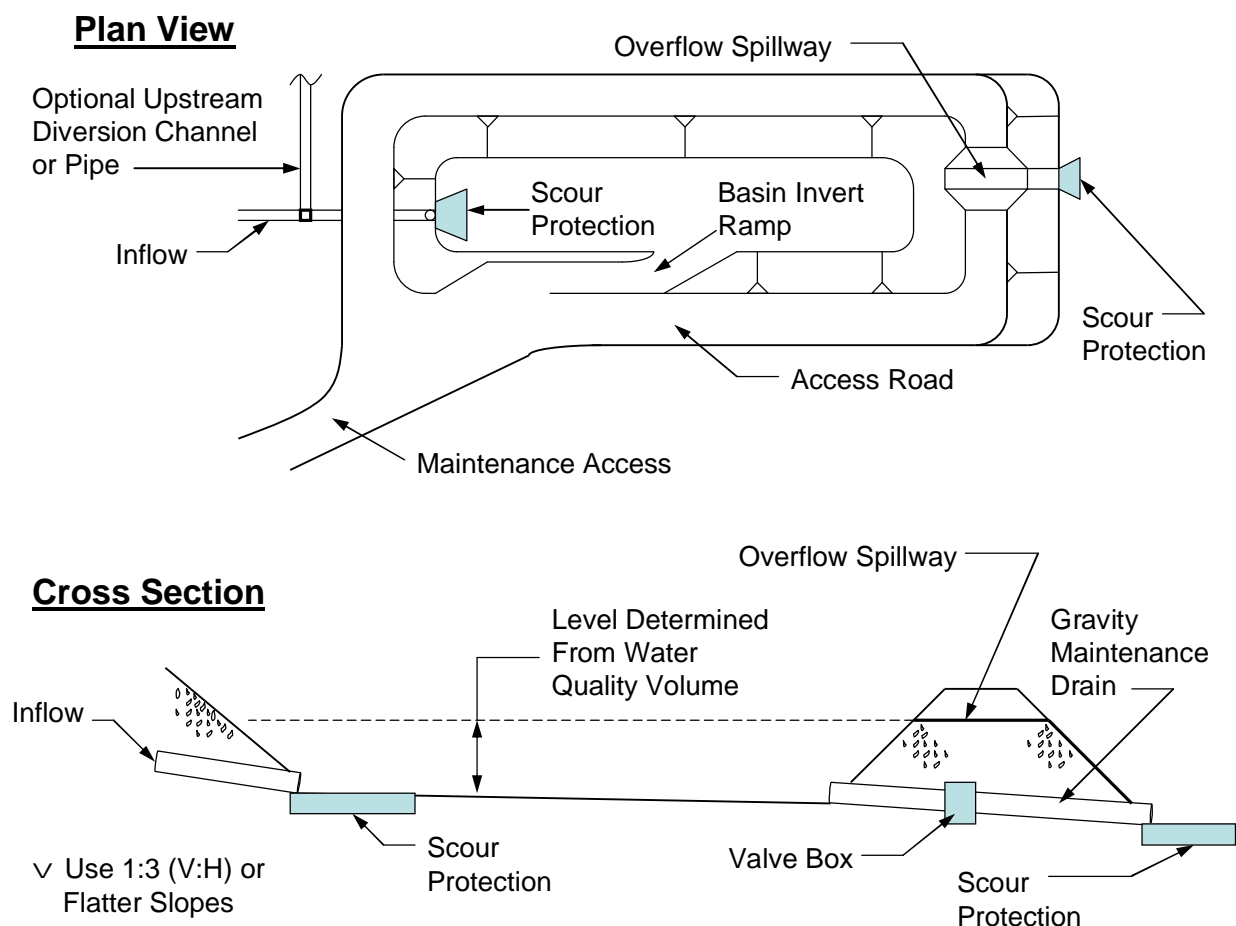 Plan View
Overflow Spillway
Optional Upstream
Diversion Channel
or Pipe
Scour
Protection
Basin Invert
Ramp
Inflow
Scour
Protection
Access Road
Maintenance Access
Cross Section
Overflow Spillway
Level Determined
From Water
Quality Volume
Gravity
Maintenance
Drain
Inflow
Scour
Protection
Valve Box
Scour
Protection
∨ Use 1:3 (V:H) or
Flatter Slopes